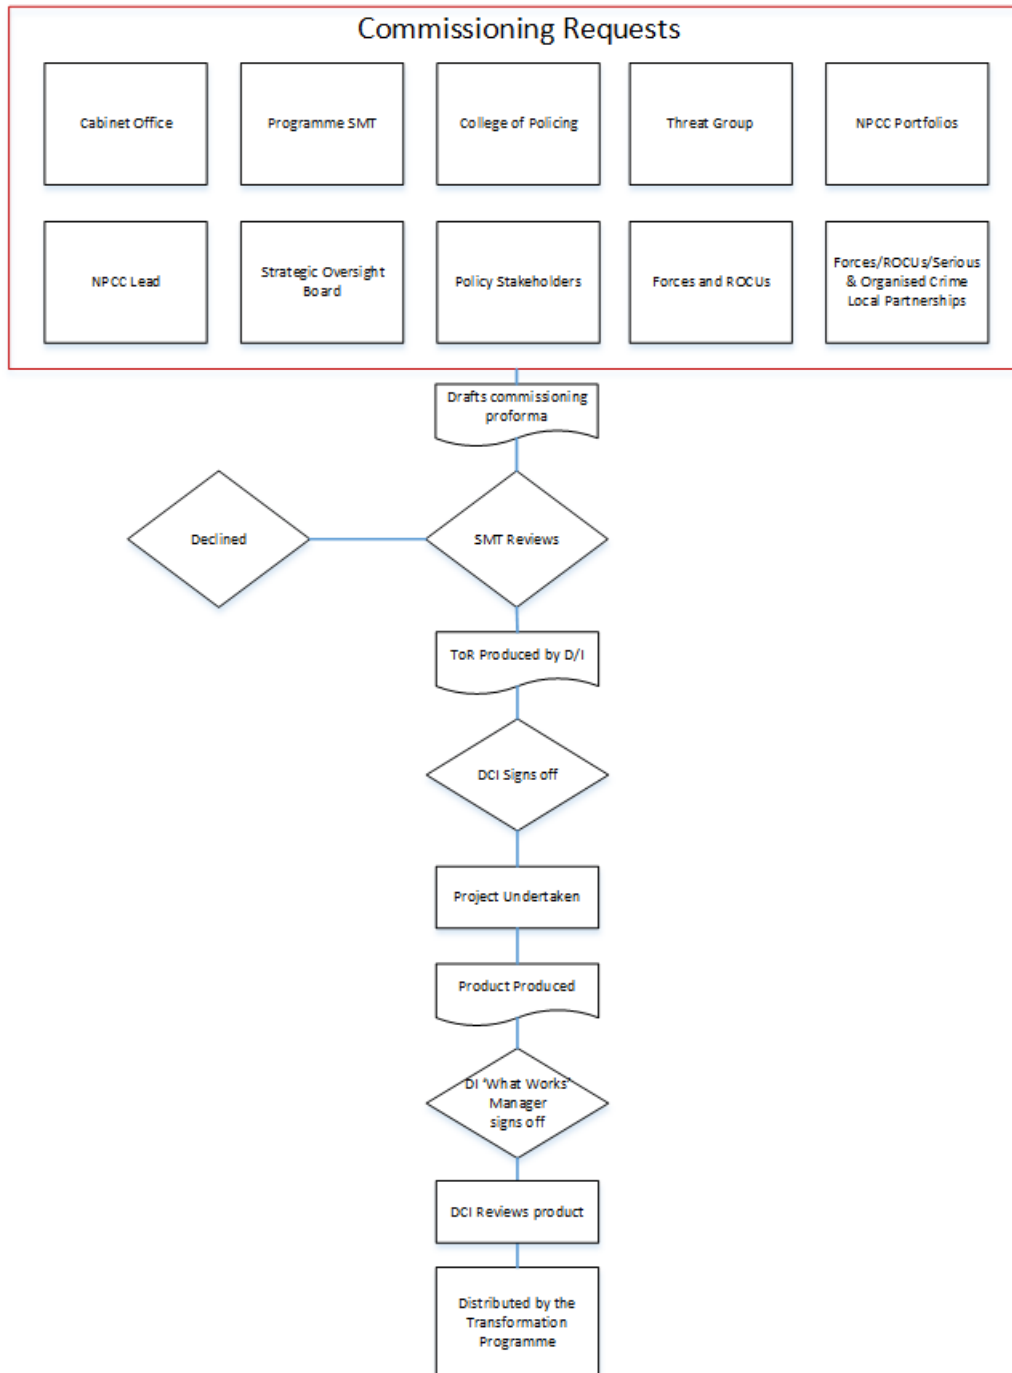 Commissioning Requests
Cabinet Office
Programme SMT
College of Policing
Threat Group
NPCC Portfolios
NPCC Lead
Strategic Oversight
Board
Policy Stakeholders
Forces and ROCUs
Forces/ROCUs/Serious
& Organised Crime
Local Partnerships
Drafts commissioning
proforma
Declined
SMT Reviews
ToR Produced by D/I
DCI Signs off
Project Undertaken
Product Produced
DI ‘What Works’
Manager
signs off
DCI Reviews product
Distributed by the
Transformation
Programme